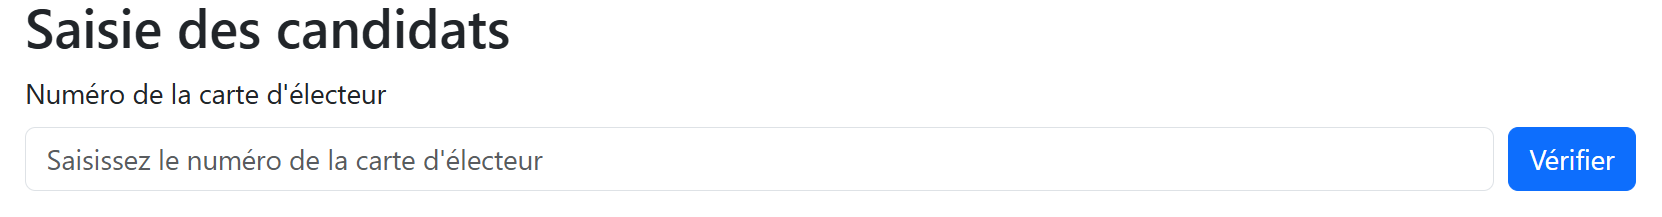 Saisie des candidats
Numéro de la carte d'électeur
Saisissez le numéro de la carte d'électeur
Vérifier